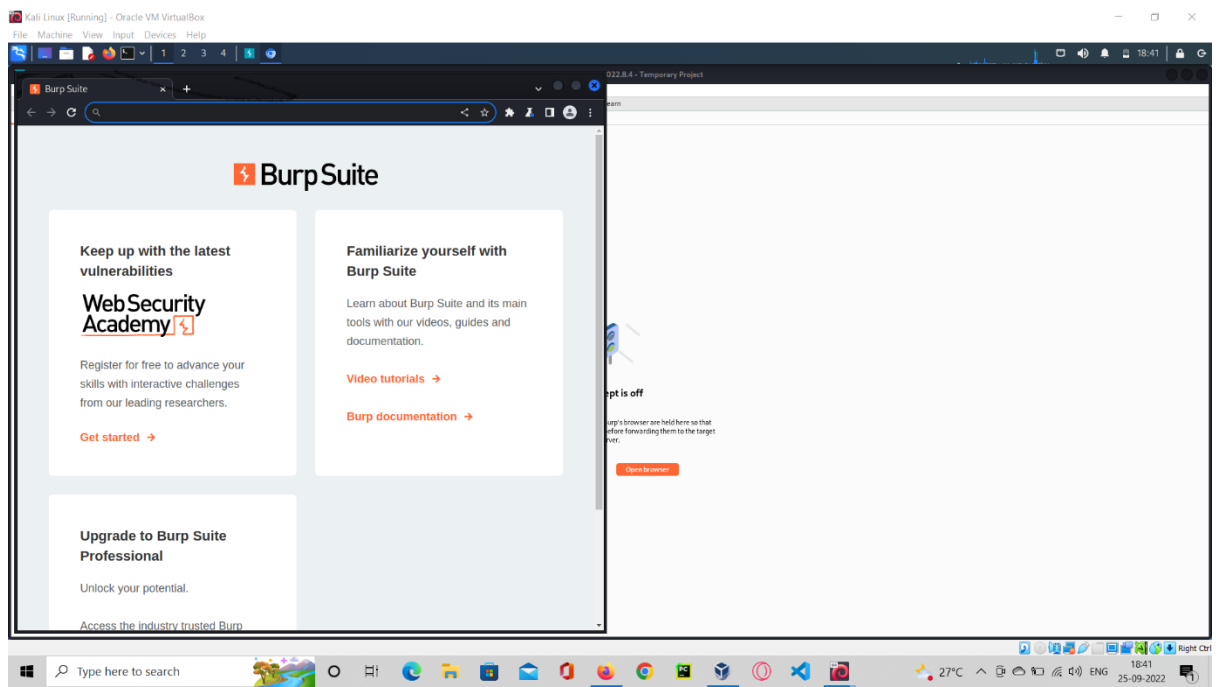 Kali Linux [Running] - Oracle VM VirtualBox
File Machine View Input Devices Help
1 2 3 4
18:41
022.8.4 - Temporary Project
Burp Suite
earn
Burp Suite
Keep up with the latest
vulnerabilities
WebSecurity
Academy
Register for free to advance your
skills with interactive challenges
from our leading researchers.
Get started →
Familiarize yourself with
Burp Suite
Learn about Burp Suite and its main
tools with our videos, guides and
documentation.
Video tutorials →
Burp documentation →
Upgrade to Burp Suite
Professional
Unlock your potential.
Access the industry trusted Burp
ept is off
urp's browser are held here so that
efore forwarding them to the target
rver.
Open browser
Right Ctrl
Type here to search
27°C
ENG
18:41
25-09-2022
1